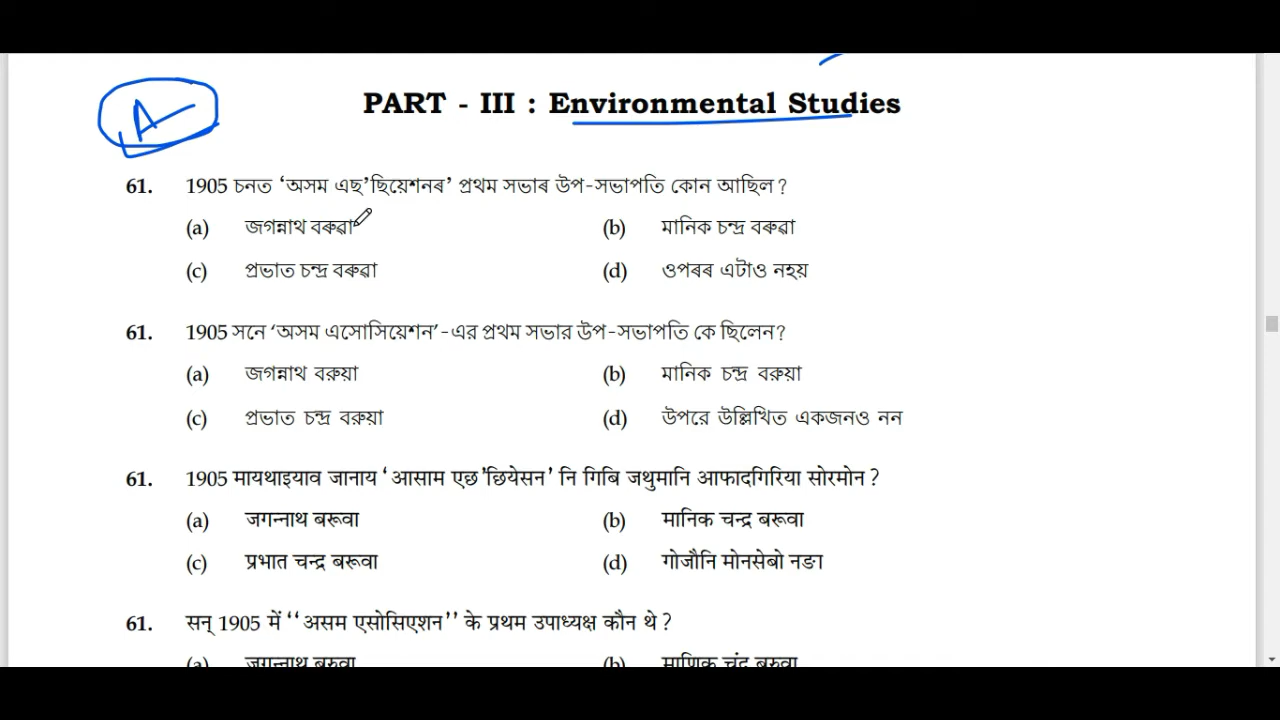 A
PART - III : Environmental Studies
61. 1905 চনত ‘অসম এছ’ছিয়েশনৰ’ প্ৰথম সভাৰ উপ-সভাপতি কোন আছিল?
(a) জগন্নাথ বৰুৱা (b) মানিক চন্দ্ৰ বৰুৱা
(c) প্ৰভাত চন্দ্ৰ বৰুৱা (d) ওপৰৰ এটাও নহয়
61. 1905 সনে ‘অসম এসোসিয়েশন’-এর প্রথম সভার উপ-সভাপতি কে ছিলেন?
(a) জগন্নাথ বরুয়া (b) মানিক চন্দ্র বরুয়া
(c) প্রভাত চন্দ্র বরুয়া (d) উপরে উল্লিখিত একজনও নন
61. 1905 मायथाइयाव जानाय ‘आसाम एछ’छियेसन’ नि गिबि जथुमानि आफादगिरिया सोरमोन?
(a) जगन्नाथ बरूवा (b) मानिक चन्द्र बरूवा
(c) प्रभात चन्द्र बरूवा (d) गोजौनि मोनसेबो नङा
61. सन् 1905 में ‘‘असम एसोसिएशन’’ के प्रथम उपाध्यक्ष कौन थे?
(a) जगन्नाथ बरुवा (b) माणिक चंद्र बरुवा